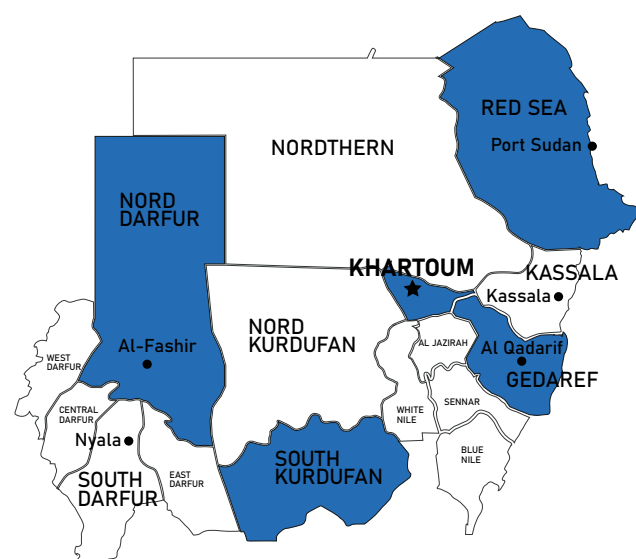 RED SEA
Port Sudan
NORDTHERN
NORD
DARFUR
KHARTOUM
KASSALA
Kassala
NORD
KURDUFAN
Al-Fashir
WEST
DARFUR
AL JAZIRAH
Al Qadarif
GEDAREF
CENTRAL
DARFUR
WHITE
NILE
SENNAR
Nyala
BLUE
NILE
SOUTH
KURDUFAN
EAST
DARFUR
SOUTH
DARFUR